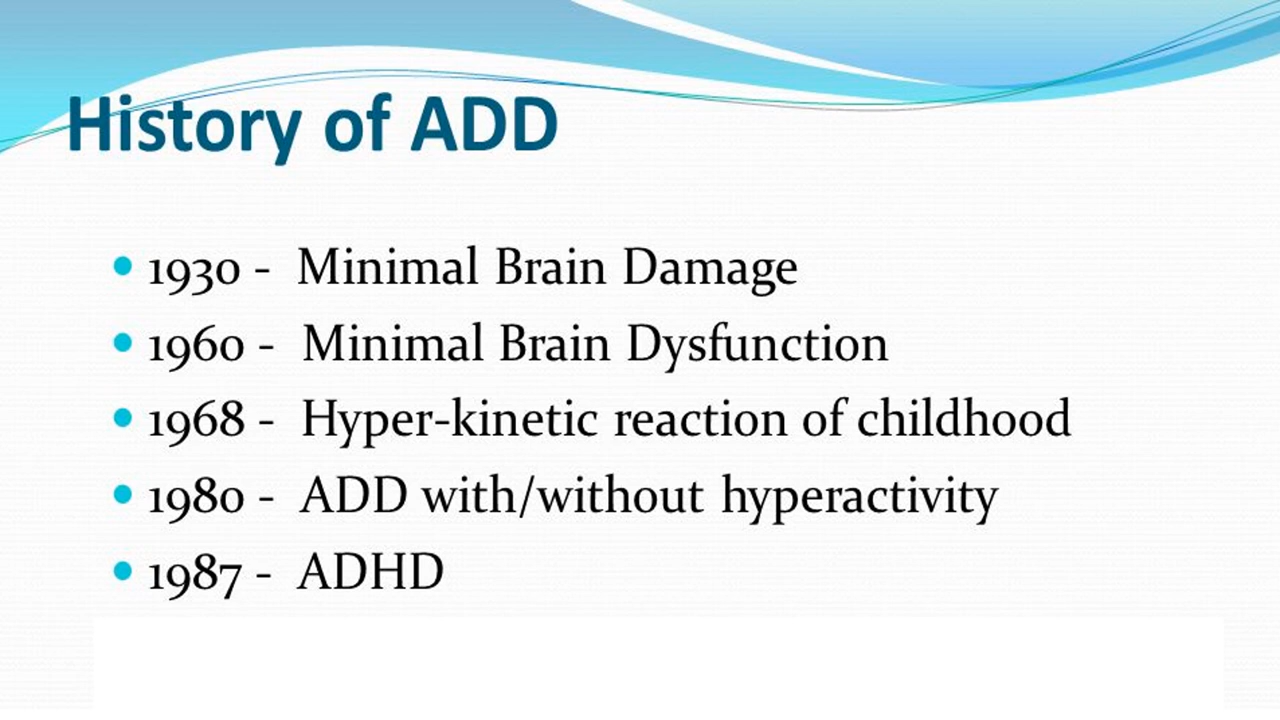 History of ADD
• 1930 - Minimal Brain Damage
• 1960 - Minimal Brain Dysfunction
• 1968 - Hyper-kinetic reaction of childhood
• 1980 - ADD with/without hyperactivity
• 1987 - ADHD